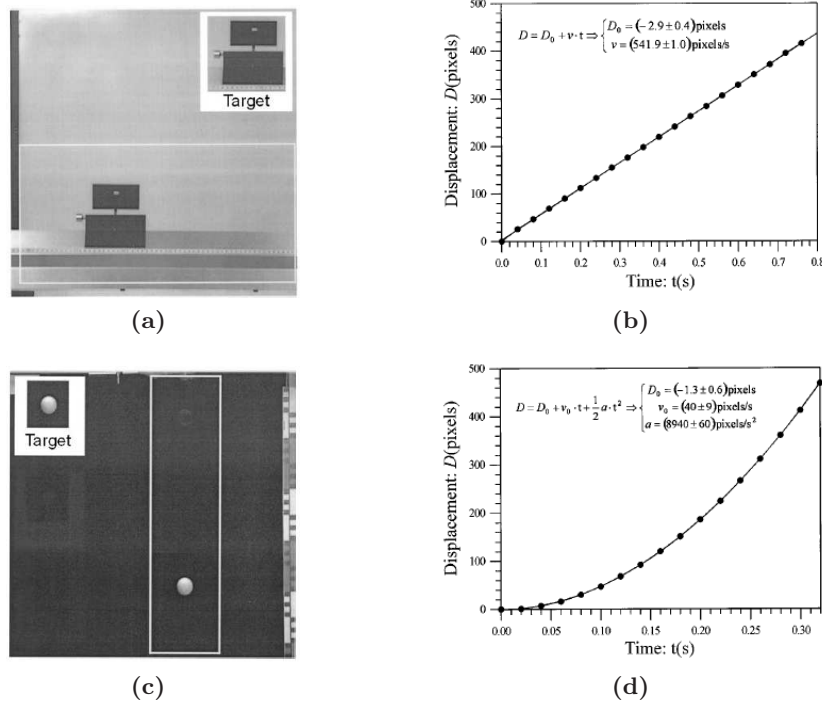 Target
(a)
500
400
300
200
100
0
Displacement: D(pixels)
D = D₀ + v·t ⇒ { D₀ = (−2.9 ± 0.4)pixels
v = (541.9 ± 1.0)pixels/s
0.0 0.1 0.2 0.3 0.4 0.5 0.6 0.7 0.8
Time: t(s)
(b)
Target
(c)
500
400
300
200
100
0
Displacement: D(pixels)
D = D₀ + v₀·t + 1/2 a·t² ⇒ { D₀ = (−1.3 ± 0.6)pixels
v₀ = (40 ± 9)pixels/s
a = (8940 ± 60)pixels/s²
0.00 0.05 0.10 0.15 0.20 0.25 0.30
Time: t(s)
(d)